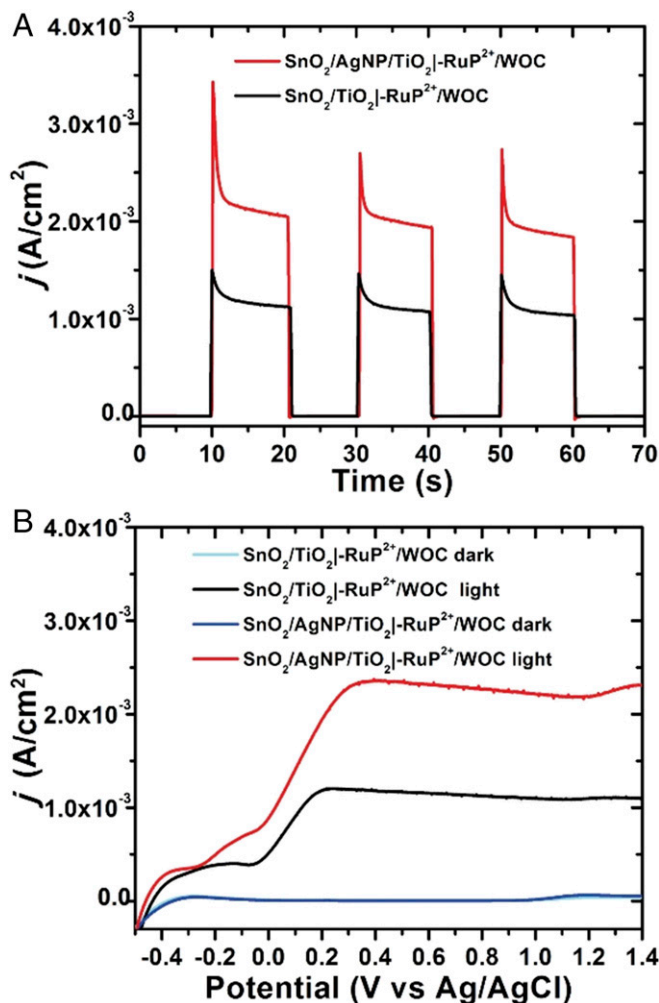 A
4.0x10⁻³
3.0x10⁻³
2.0x10⁻³
1.0x10⁻³
0.0
j (A/cm²)
SnO₂/AgNP/TiO₂|-RuP²⁺/WOC
SnO₂/TiO₂|-RuP²⁺/WOC
0 10 20 30 40 50 60 70
Time (s)
B
4.0x10⁻³
3.0x10⁻³
2.0x10⁻³
1.0x10⁻³
0.0
j (A/cm²)
SnO₂/TiO₂|-RuP²⁺/WOC dark
SnO₂/TiO₂|-RuP²⁺/WOC light
SnO₂/AgNP/TiO₂|-RuP²⁺/WOC dark
SnO₂/AgNP/TiO₂|-RuP²⁺/WOC light
-0.4 -0.2 0.0 0.2 0.4 0.6 0.8 1.0 1.2 1.4
Potential (V vs Ag/AgCl)